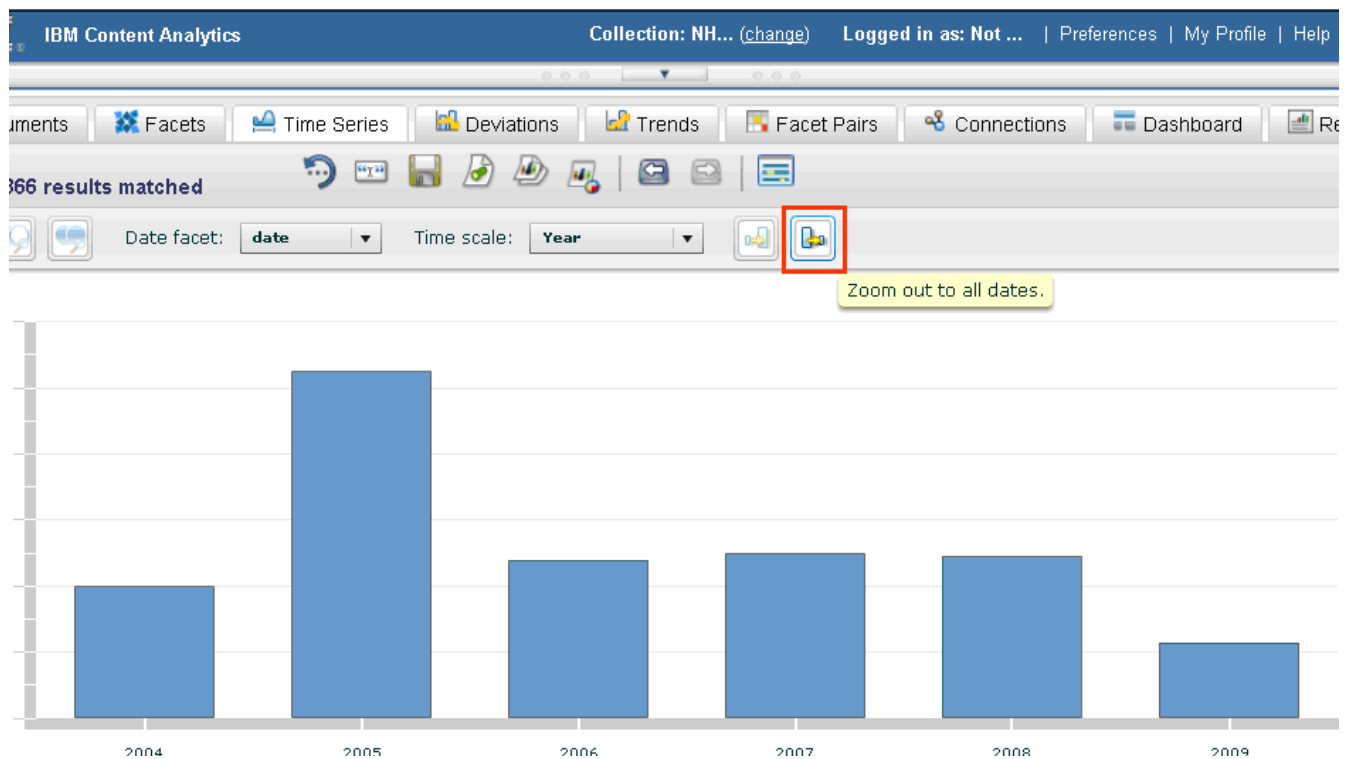 IBM Content Analytics Collection: NH... (change) Logged in as: Not ... | Preferences | My Profile | Help
uments Facets Time Series Deviations Trends Facet Pairs Connections Dashboard Re
366 results matched
Date facet: date Time scale: Year
Zoom out to all dates.
2004 2005 2006 2007 2008 2009